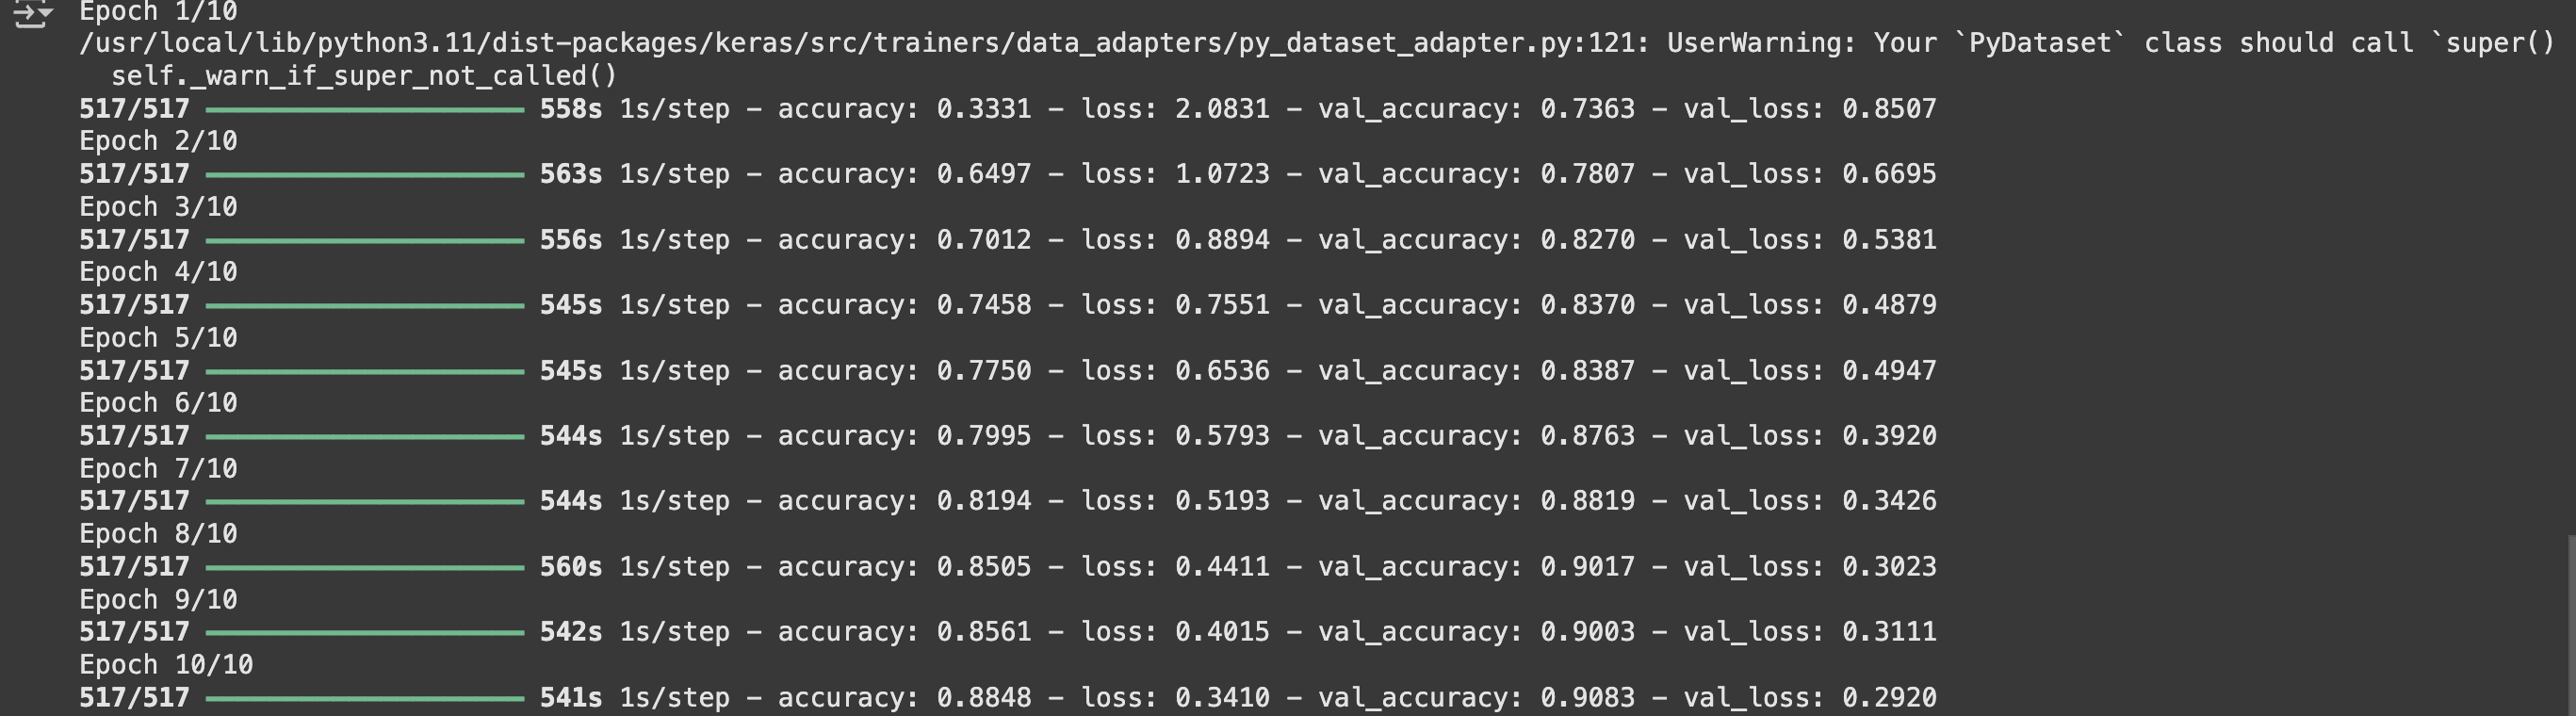 Epoch 1/10
/usr/local/lib/python3.11/dist-packages/keras/src/trainers/data_adapters/py_dataset_adapter.py:121: UserWarning: Your `PyDataset` class should call `super()
  self._warn_if_super_not_called()
517/517 ━━━━━━━━━━━━━━━━━━━━ 558s 1s/step - accuracy: 0.3331 - loss: 2.0831 - val_accuracy: 0.7363 - val_loss: 0.8507
Epoch 2/10
517/517 ━━━━━━━━━━━━━━━━━━━━ 563s 1s/step - accuracy: 0.6497 - loss: 1.0723 - val_accuracy: 0.7807 - val_loss: 0.6695
Epoch 3/10
517/517 ━━━━━━━━━━━━━━━━━━━━ 556s 1s/step - accuracy: 0.7012 - loss: 0.8894 - val_accuracy: 0.8270 - val_loss: 0.5381
Epoch 4/10
517/517 ━━━━━━━━━━━━━━━━━━━━ 545s 1s/step - accuracy: 0.7458 - loss: 0.7551 - val_accuracy: 0.8370 - val_loss: 0.4879
Epoch 5/10
517/517 ━━━━━━━━━━━━━━━━━━━━ 545s 1s/step - accuracy: 0.7750 - loss: 0.6536 - val_accuracy: 0.8387 - val_loss: 0.4947
Epoch 6/10
517/517 ━━━━━━━━━━━━━━━━━━━━ 544s 1s/step - accuracy: 0.7995 - loss: 0.5793 - val_accuracy: 0.8763 - val_loss: 0.3920
Epoch 7/10
517/517 ━━━━━━━━━━━━━━━━━━━━ 544s 1s/step - accuracy: 0.8194 - loss: 0.5193 - val_accuracy: 0.8819 - val_loss: 0.3426
Epoch 8/10
517/517 ━━━━━━━━━━━━━━━━━━━━ 560s 1s/step - accuracy: 0.8505 - loss: 0.4411 - val_accuracy: 0.9017 - val_loss: 0.3023
Epoch 9/10
517/517 ━━━━━━━━━━━━━━━━━━━━ 542s 1s/step - accuracy: 0.8561 - loss: 0.4015 - val_accuracy: 0.9003 - val_loss: 0.3111
Epoch 10/10
517/517 ━━━━━━━━━━━━━━━━━━━━ 541s 1s/step - accuracy: 0.8848 - loss: 0.3410 - val_accuracy: 0.9083 - val_loss: 0.2920